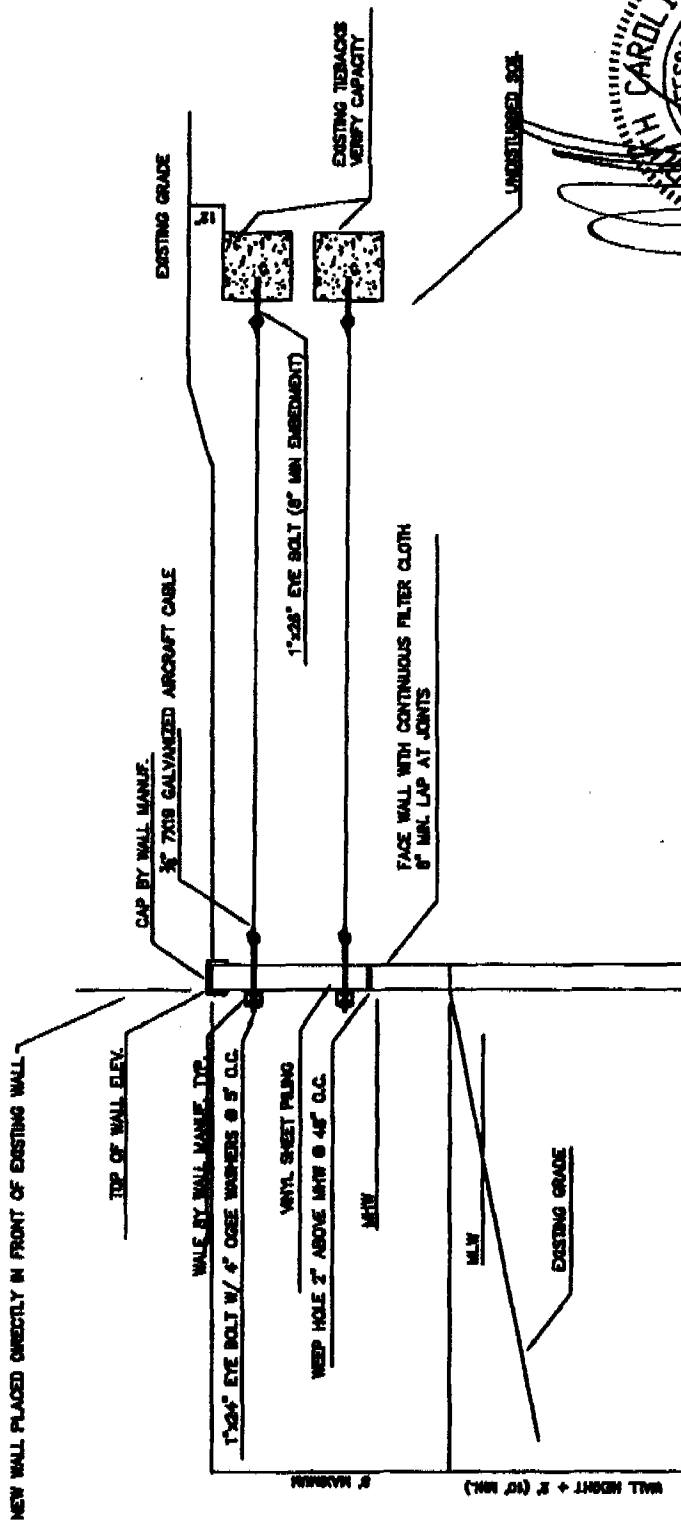 NEW WALL PLACED DIRECTLY IN FRONT OF EXISTING WALL
TOP OF WALL ELEV.
CAP BY WALL MANUF.
7X19 GALVANIZED AIRCRAFT CABLE
EXISTING GRADE
12"
EXISTING TIEBACKS
VERIFY CAPACITY
WALE BY WALL MANUF. TYP.
1"x24" EYE BOLT W/ 4" OGEE WASHERS @ 5' O.C.
VINYL SHEET PILING
WEEP HOLE 2" ABOVE MHW @ 48" O.C.
MHW
1"x28" EYE BOLT (8" MIN EMBEDMENT)
UNDISTURBED SOIL
FACE WALL WITH CONTINUOUS FILTER CLOTH
8" MIN. LAP AT JOINTS
MLW
EXISTING GRADE
MAXIMUM
WALL HEIGHT + 2' (10' MIN.)
TH CAROLI